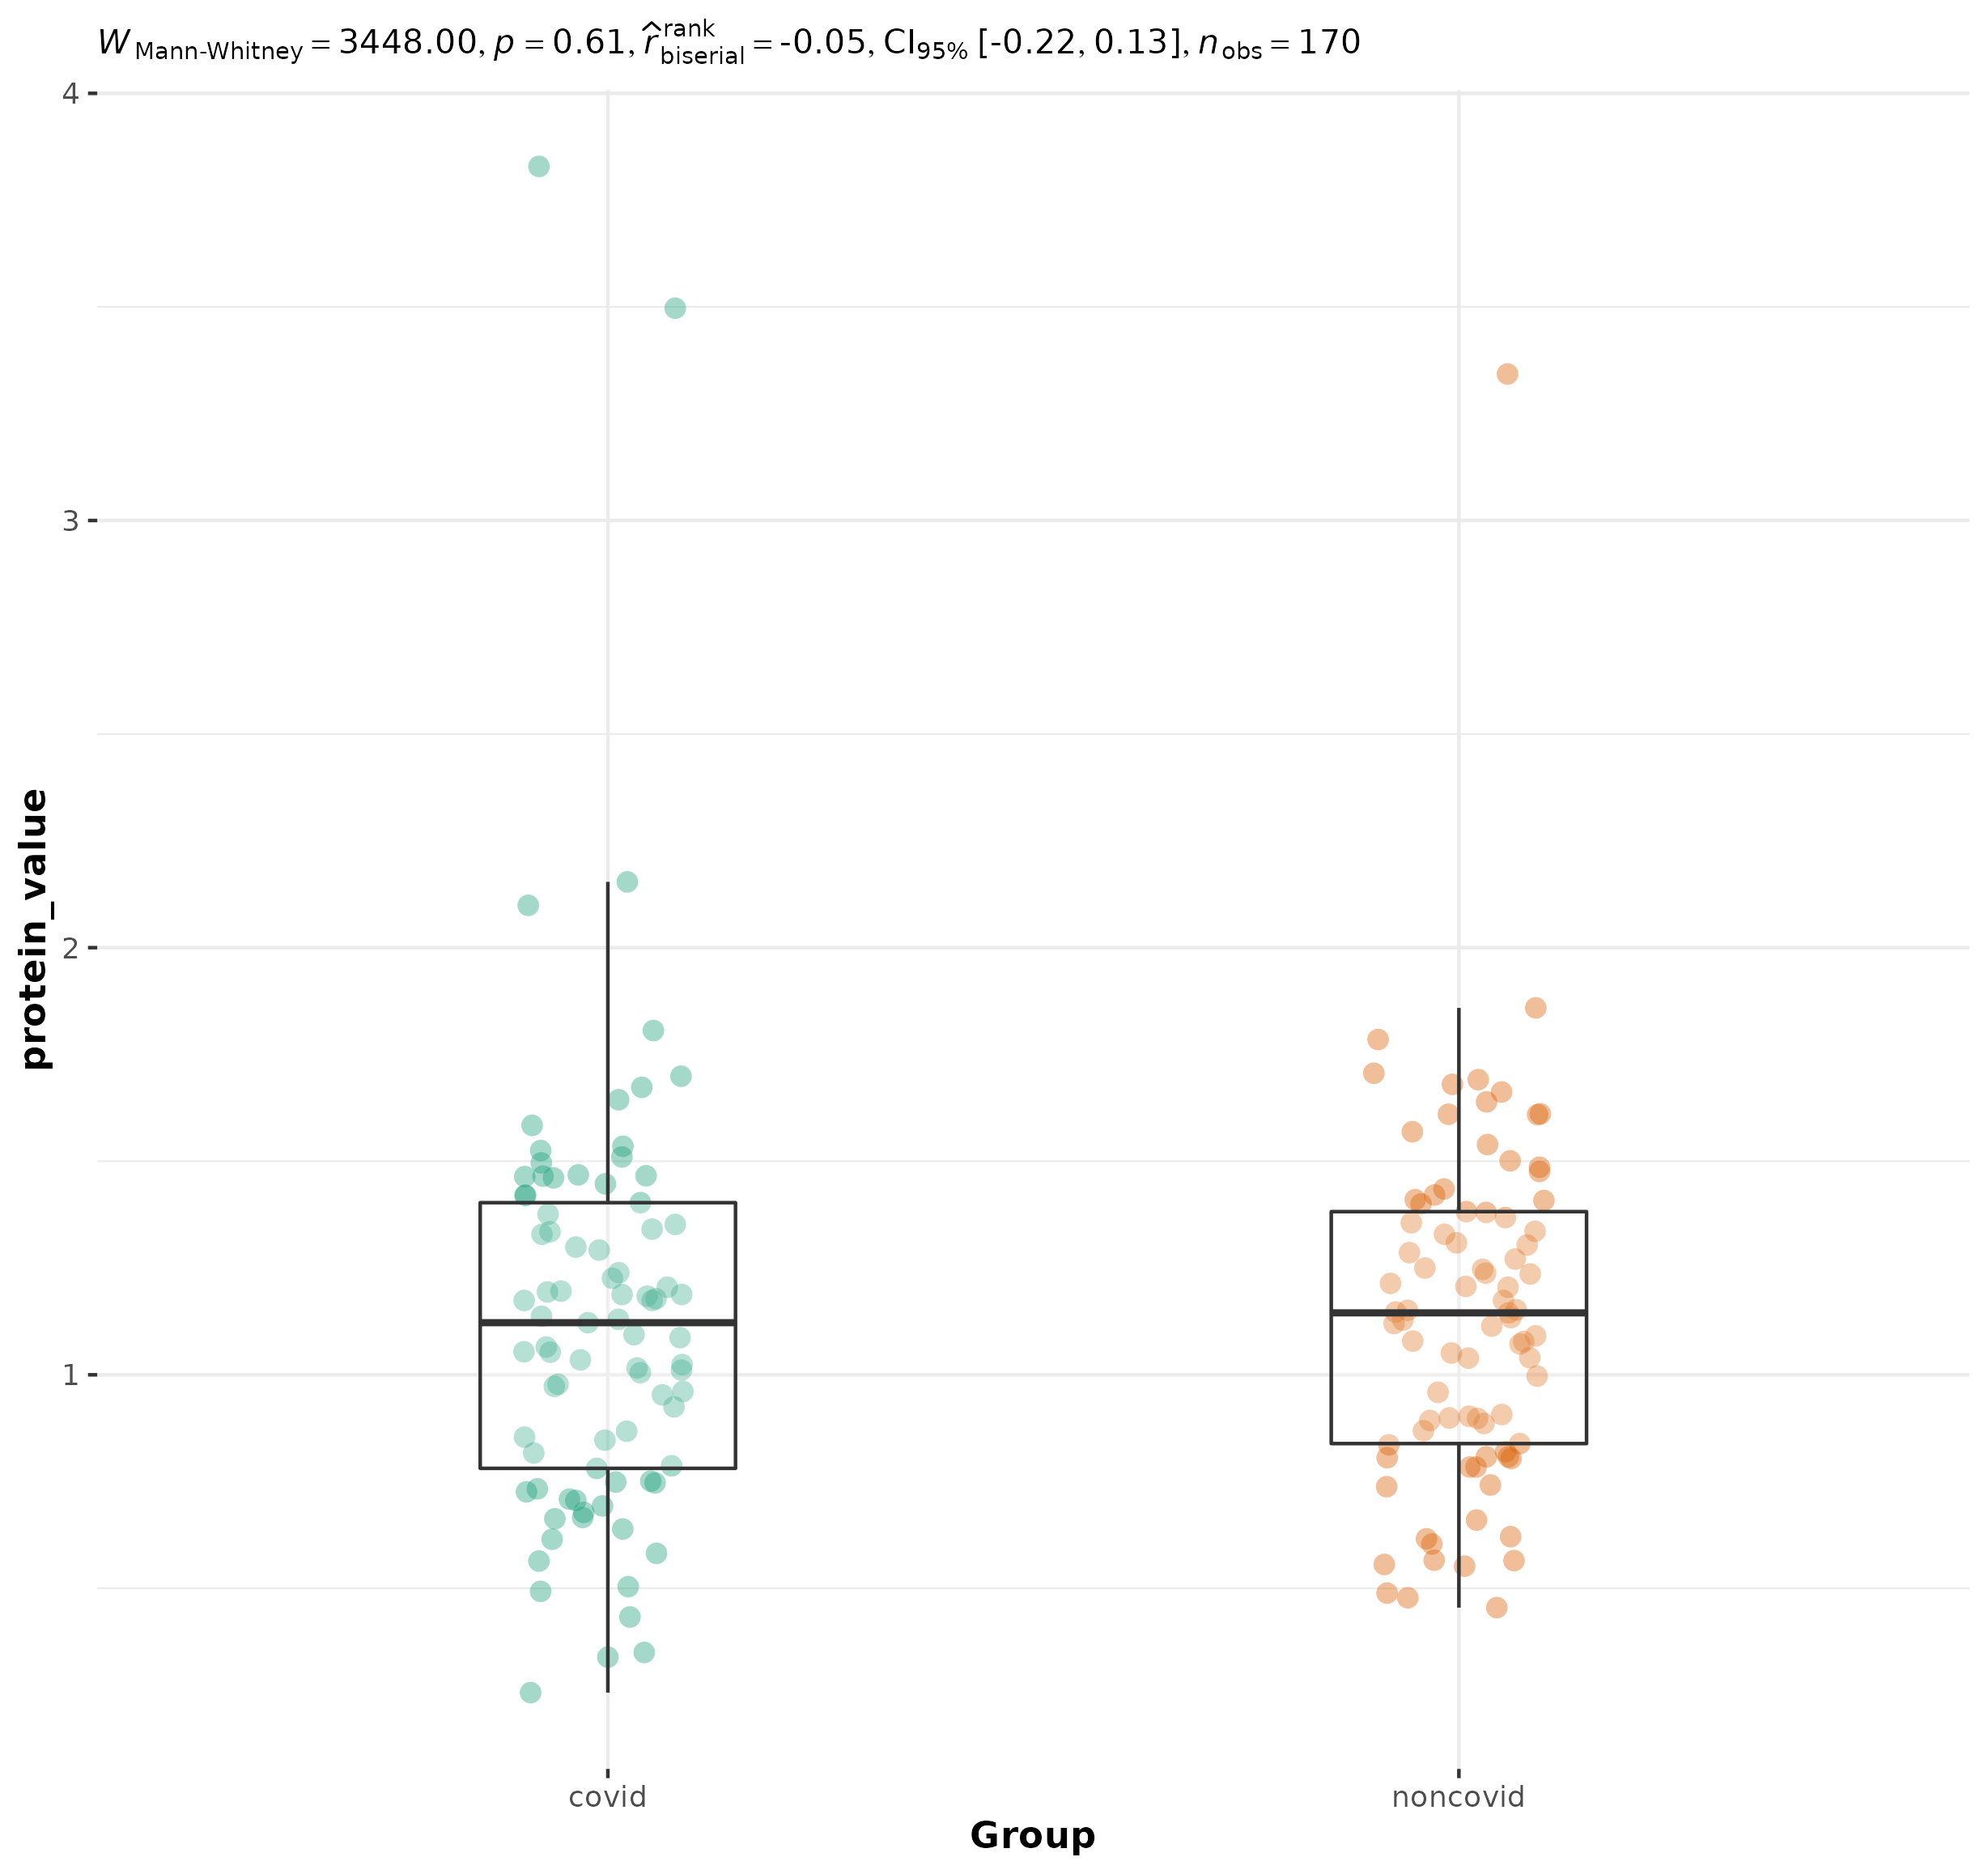 W Mann-Whitney = 3448.00, p = 0.61, r̂ rank biserial = -0.05, CI95% [-0.22, 0.13], nobs = 170
4
3
2
1
protein_value
covid noncovid
Group